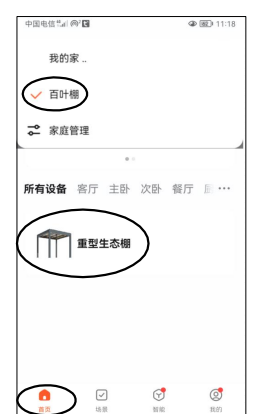 中国电信 11:18
我的家 ..
百叶棚
家庭管理
所有设备 客厅 主卧 次卧 餐厅
重型生态棚
首页 场景 智能 我的